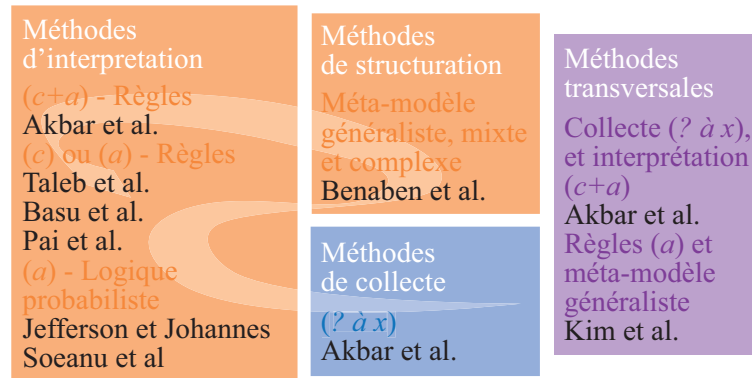 Méthodes
d’interpretation
(c+a) - Règles
Akbar et al.
(c) ou (a) - Règles
Taleb et al.
Basu et al.
Pai et al.
(a) - Logique
probabiliste
Jefferson et Johannes
Soeanu et al
Méthodes
de structuration
Méta-modèle
généraliste, mixte
et complexe
Benaben et al.
Méthodes
de collecte
(? à x)
Akbar et al.
Méthodes
transversales
Collecte (? à x),
et interprétation
(c+a)
Akbar et al.
Règles (a) et
méta-modèle
généraliste
Kim et al.